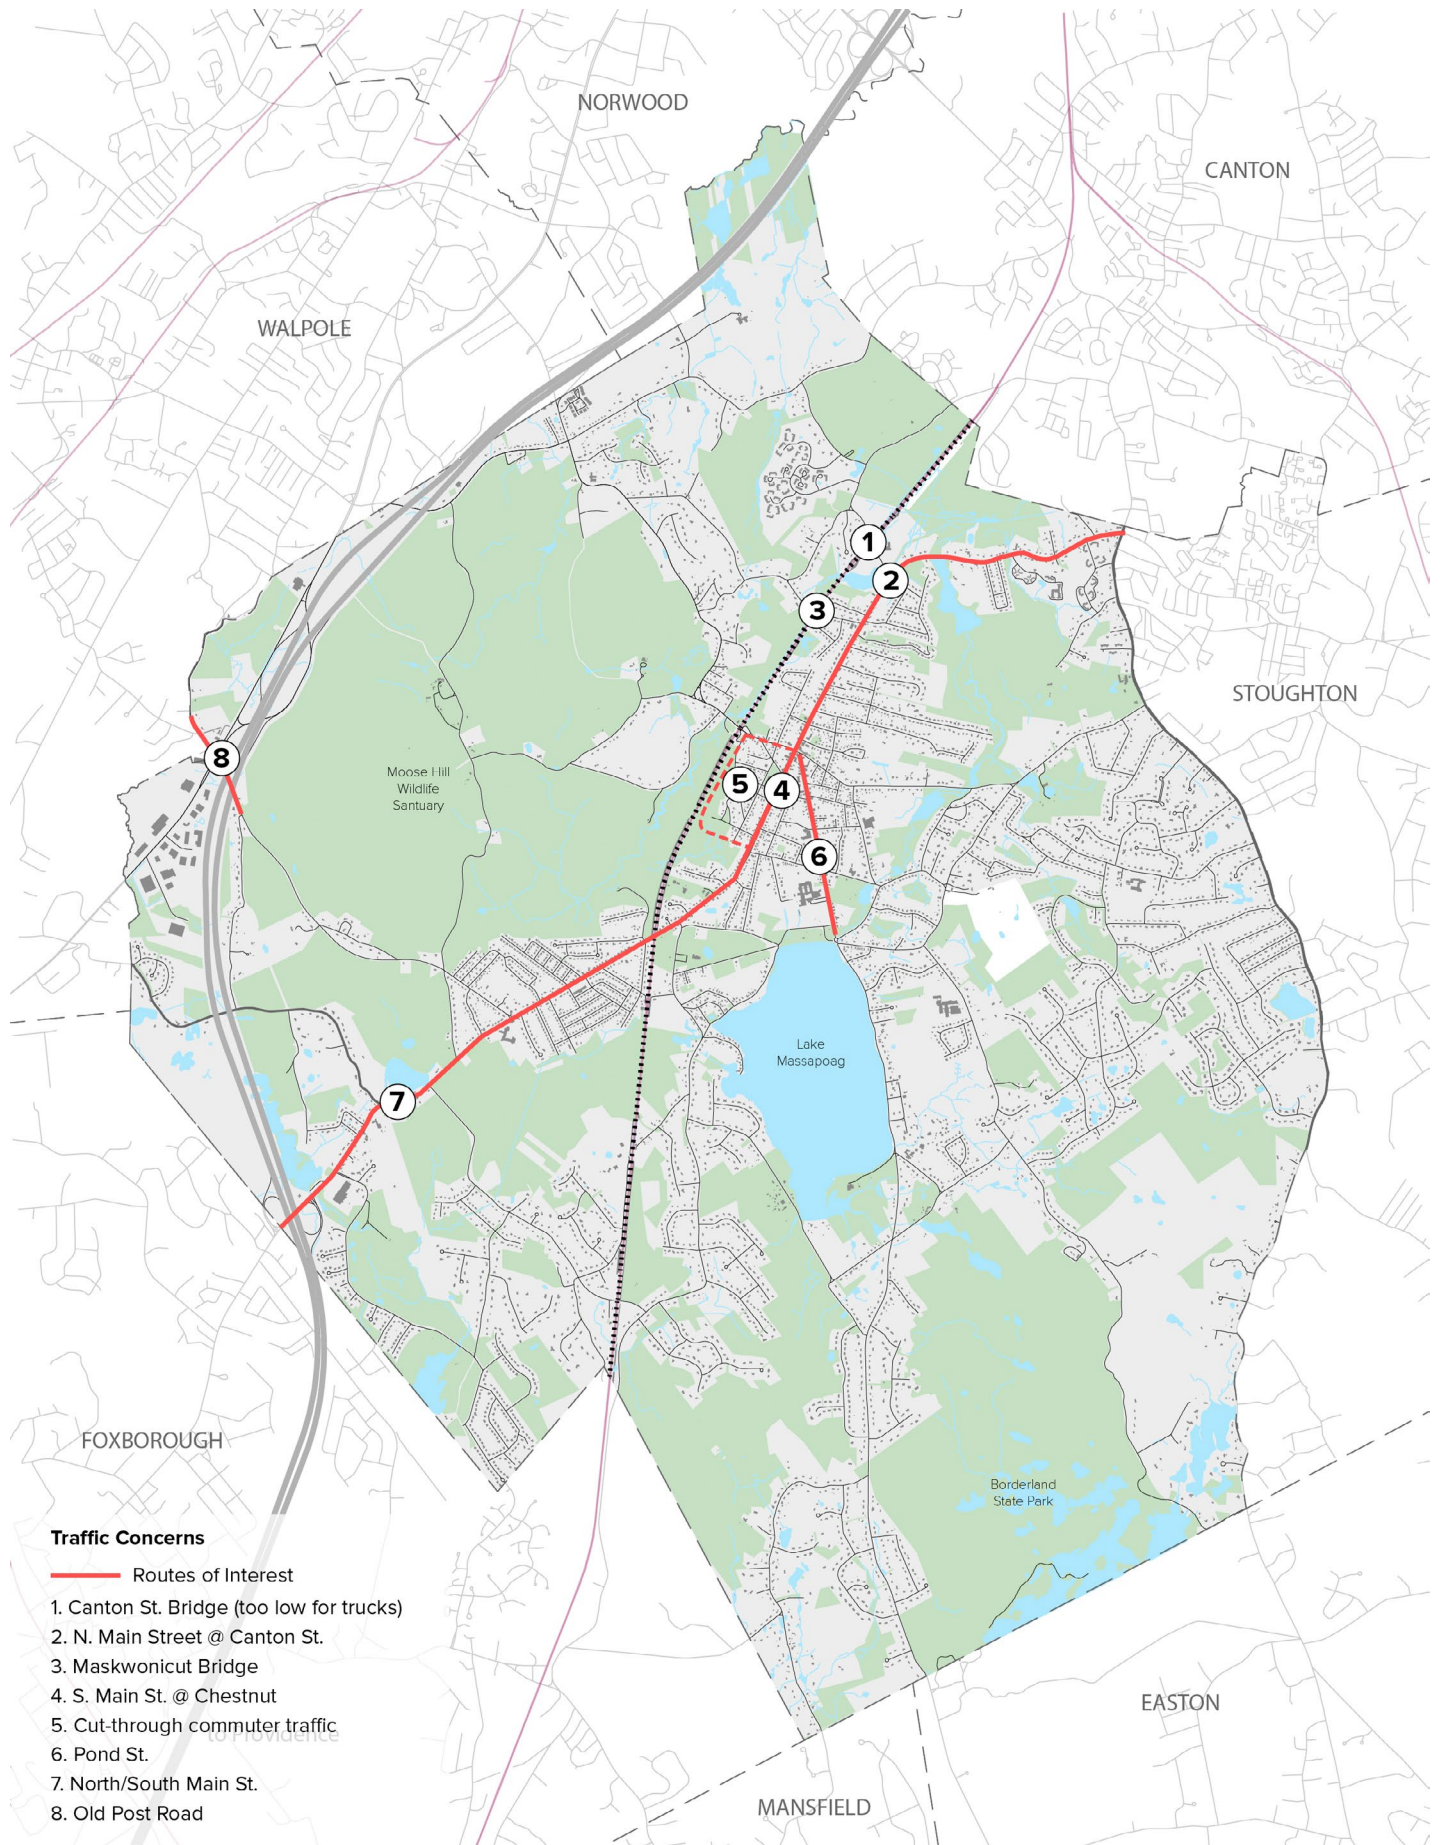 NORWOOD
CANTON
WALPOLE
1
2
3
STOUGHTON
8
Moose Hill
Wildlife
Santuary
5
4
6
Lake
Massapoag
7
FOXBOROUGH
Borderland
State Park
Traffic Concerns
Routes of Interest
1. Canton St. Bridge (too low for trucks)
2. N. Main Street @ Canton St.
3. Maskwonicut Bridge
4. S. Main St. @ Chestnut
5. Cut-through commuter traffic
to Providence
6. Pond St.
7. North/South Main St.
8. Old Post Road
EASTON
MANSFIELD